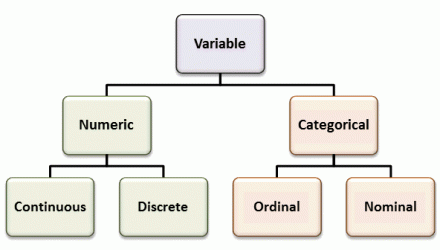 Variable
Numeric
Categorical
Continuous
Discrete
Ordinal
Nominal